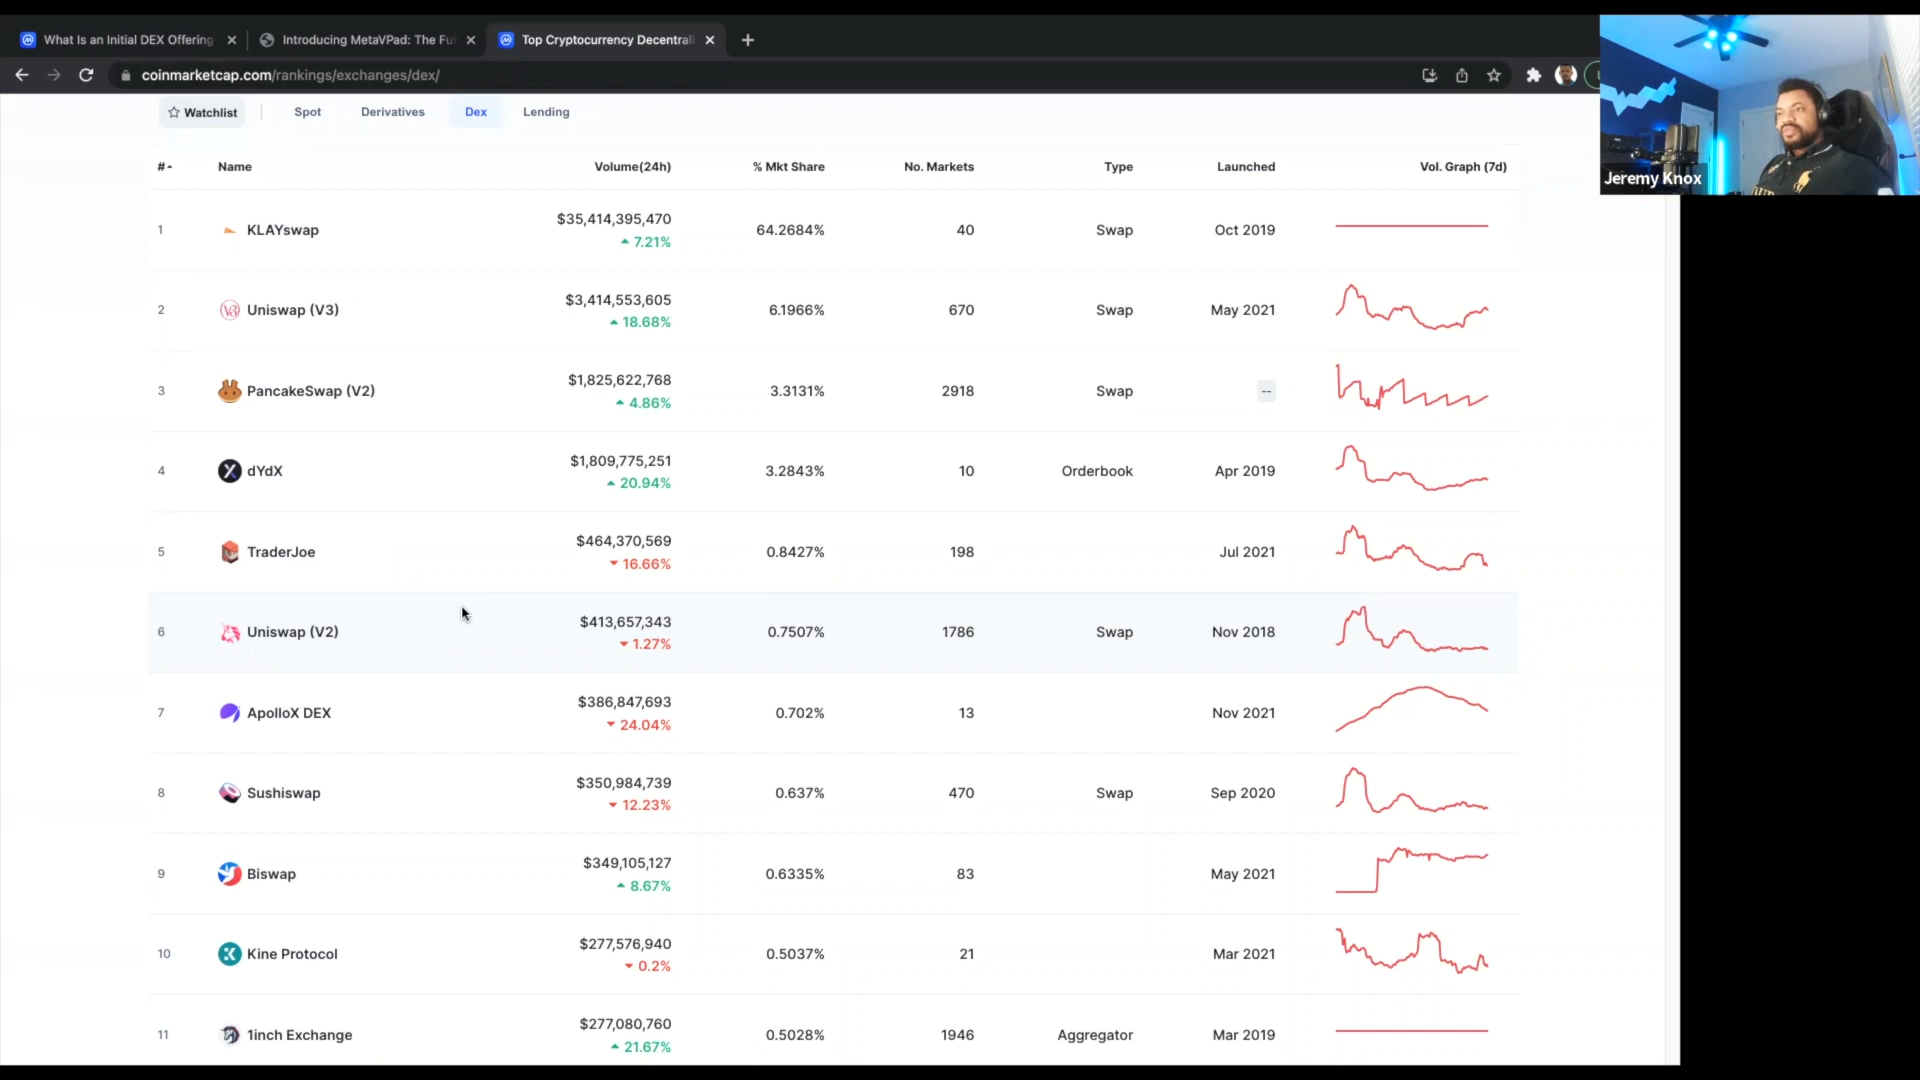 What Is an Initial DEX Offering
Introducing MetaVPad: The Fut
Top Cryptocurrency Decentrali
coinmarketcap.com/rankings/exchanges/dex/
Jeremy Knox
Watchlist Spot Derivatives Dex Lending
# Name Volume(24h) % Mkt Share No. Markets Type Launched Vol. Graph (7d)
1 KLAYswap $35,414,395,470 64.2684% 40 Swap Oct 2019
7.21%
2 Uniswap (V3) $3,414,553,605 6.1966% 670 Swap May 2021
18.68%
3 PancakeSwap (V2) $1,825,622,768 3.3131% 2918 Swap --
4.86%
4 dYdX $1,809,775,251 3.2843% 10 Orderbook Apr 2019
20.94%
5 TraderJoe $464,370,569 0.8427% 198 Jul 2021
16.66%
6 Uniswap (V2) $413,657,343 0.7507% 1786 Swap Nov 2018
1.27%
7 ApolloX DEX $386,847,693 0.702% 13 Nov 2021
24.04%
8 Sushiswap $350,984,739 0.637% 470 Swap Sep 2020
12.23%
9 Biswap $349,105,127 0.6335% 83 May 2021
8.67%
10 Kine Protocol $277,576,940 0.5037% 21 Mar 2021
0.2%
11 1inch Exchange $277,080,760 0.5028% 1946 Aggregator Mar 2019
21.67%